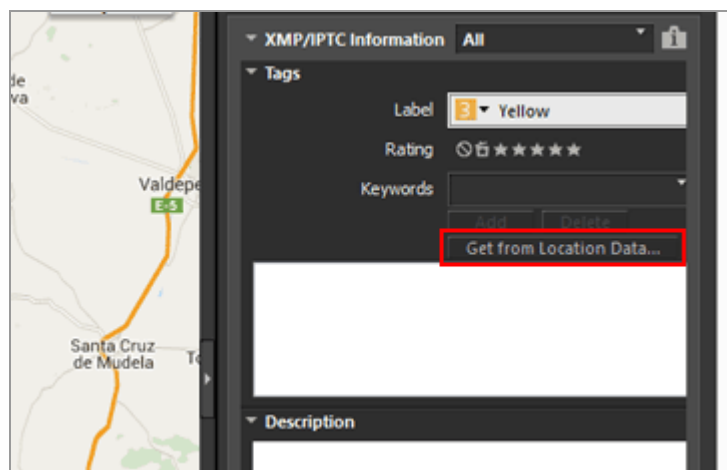 XMP/IPTC Information All
Tags
Label 3 Yellow
Rating
Keywords
Add Delete
Get from Location Data...
Description
de
va
Valdepe
E-5
Santa Cruz
de Mudela
To